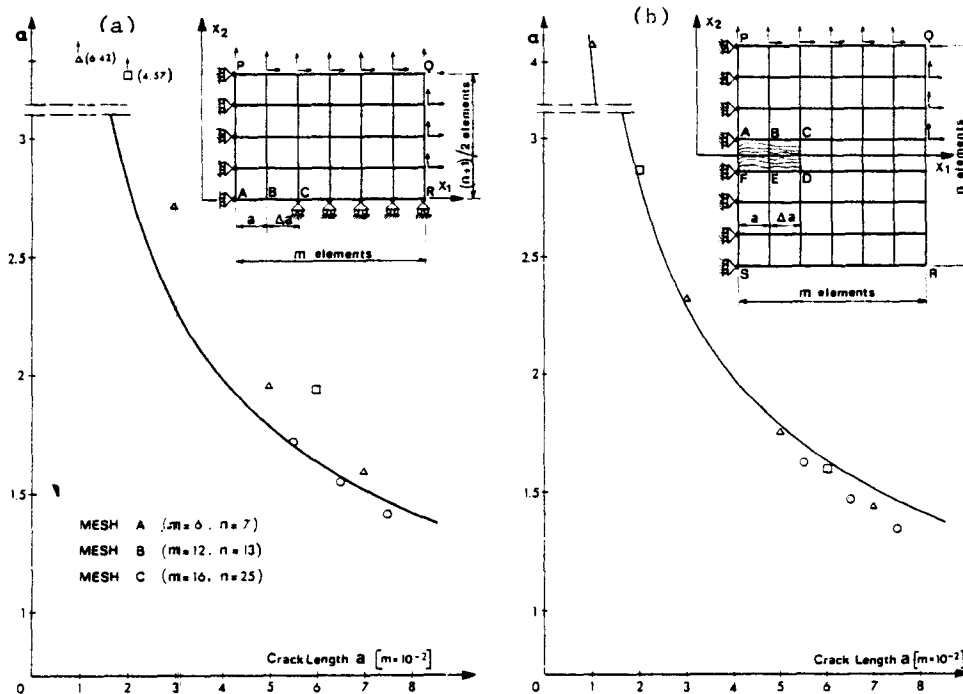 (a)
α
X₂
(6.42)
(4.57)
P
Q
A
B
C
R
X₁
a
Δa
m elements
(n+1)/2 elements
3
2.5
2
1.5
1
0
MESH A (m=6, n=7)
MESH B (m=12, n=13)
MESH C (m=16, n=25)
Crack Length a [m=10⁻²]
1 2 3 4 5 6 7 8
(b)
α
X₂
P
Q
A
B
C
F
E
D
X₁
a
Δa
S
R
m elements
n elements
4
3
2.5
2
1.5
1
0
Crack Length a [m=10⁻²]
1 2 3 4 5 6 7 8